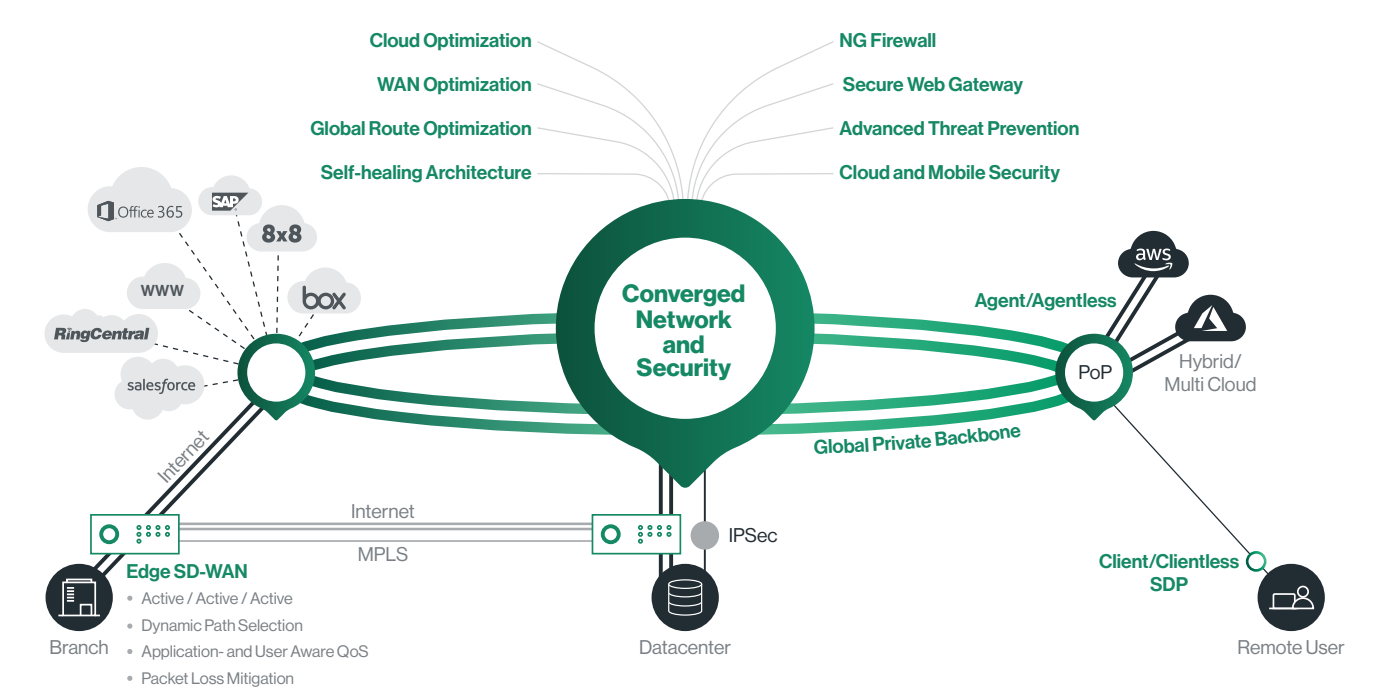 Cloud Optimization
WAN Optimization
Global Route Optimization
Self-healing Architecture
NG Firewall
Secure Web Gateway
Advanced Threat Prevention
Cloud and Mobile Security
Office 365
SAP
8x8
www
box
RingCentral
salesforce
Converged
Network
and
Security
Agent/Agentless
aws
PoP
Hybrid/
Multi Cloud
Global Private Backbone
Internet
Internet
MPLS
IPSec
Edge SD-WAN
• Active / Active / Active
• Dynamic Path Selection
• Application- and User Aware QoS
• Packet Loss Mitigation
Branch
Datacenter
Client/Clientless
SDP
Remote User